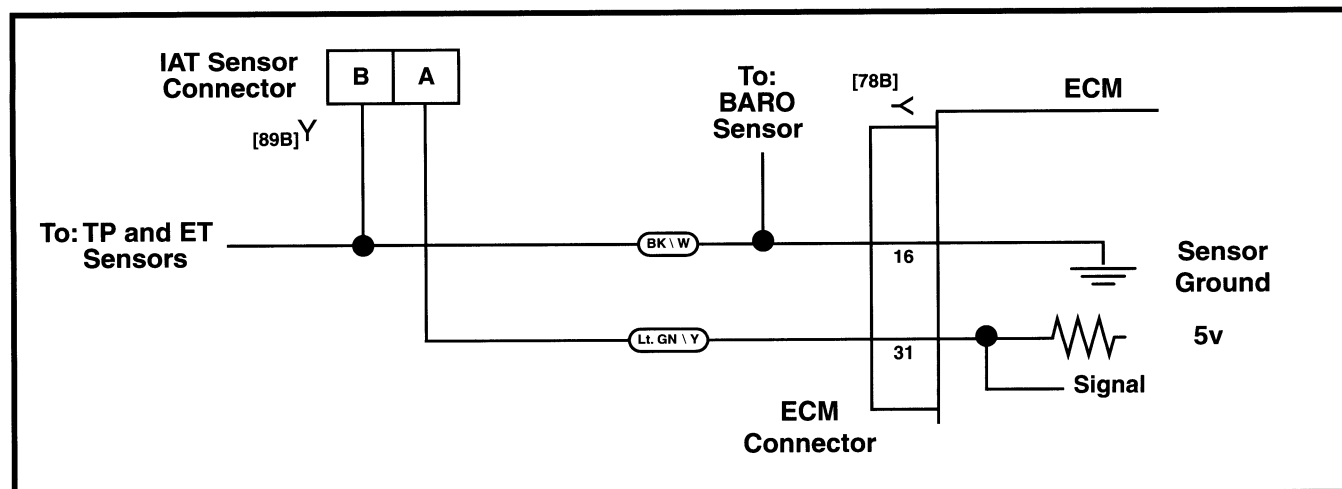 IAT Sensor
Connector
B
A
[89B]
To:
BARO
Sensor
[78B]
ECM
To: TP and ET
Sensors
BK \ W
16
Sensor
Ground
Lt. GN \ Y
31
5v
Signal
ECM
Connector